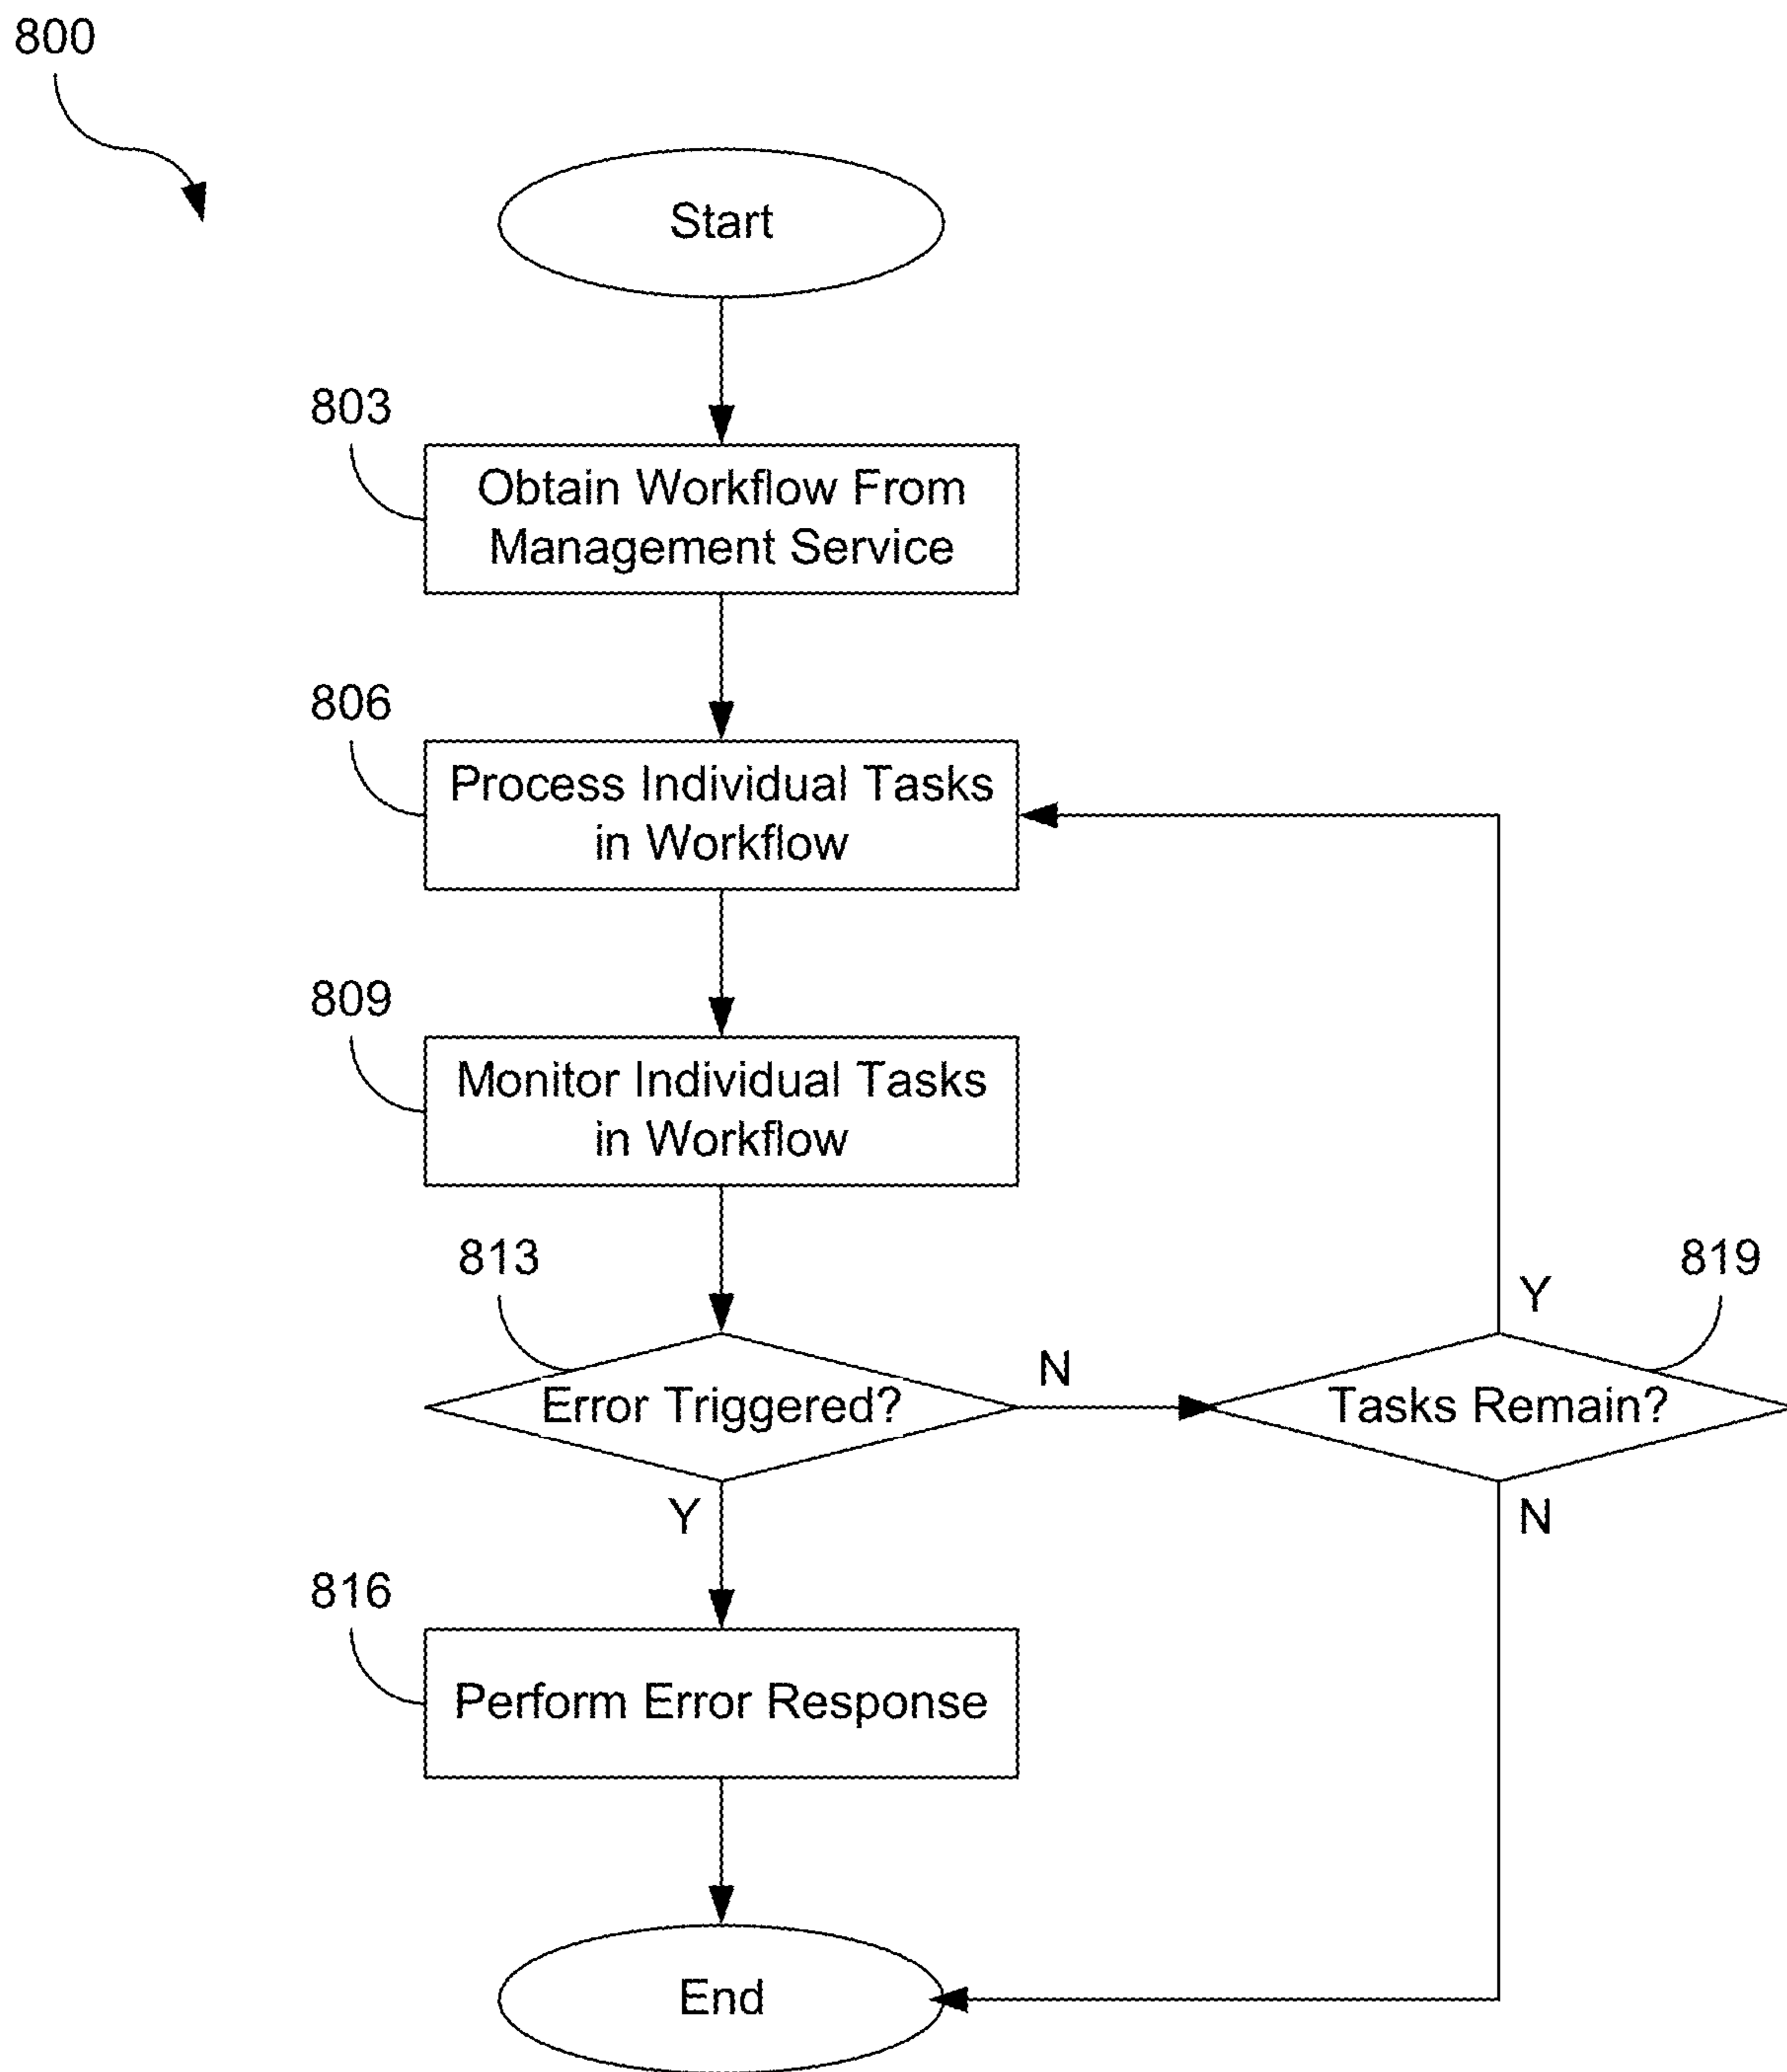 800
Start
803
Obtain Workflow From
Management Service
806
Process Individual Tasks
in Workflow
809
Monitor Individual Tasks
in Workflow
813
Error Triggered?
N
Y
819
Tasks Remain?
Y
N
816
Perform Error Response
End